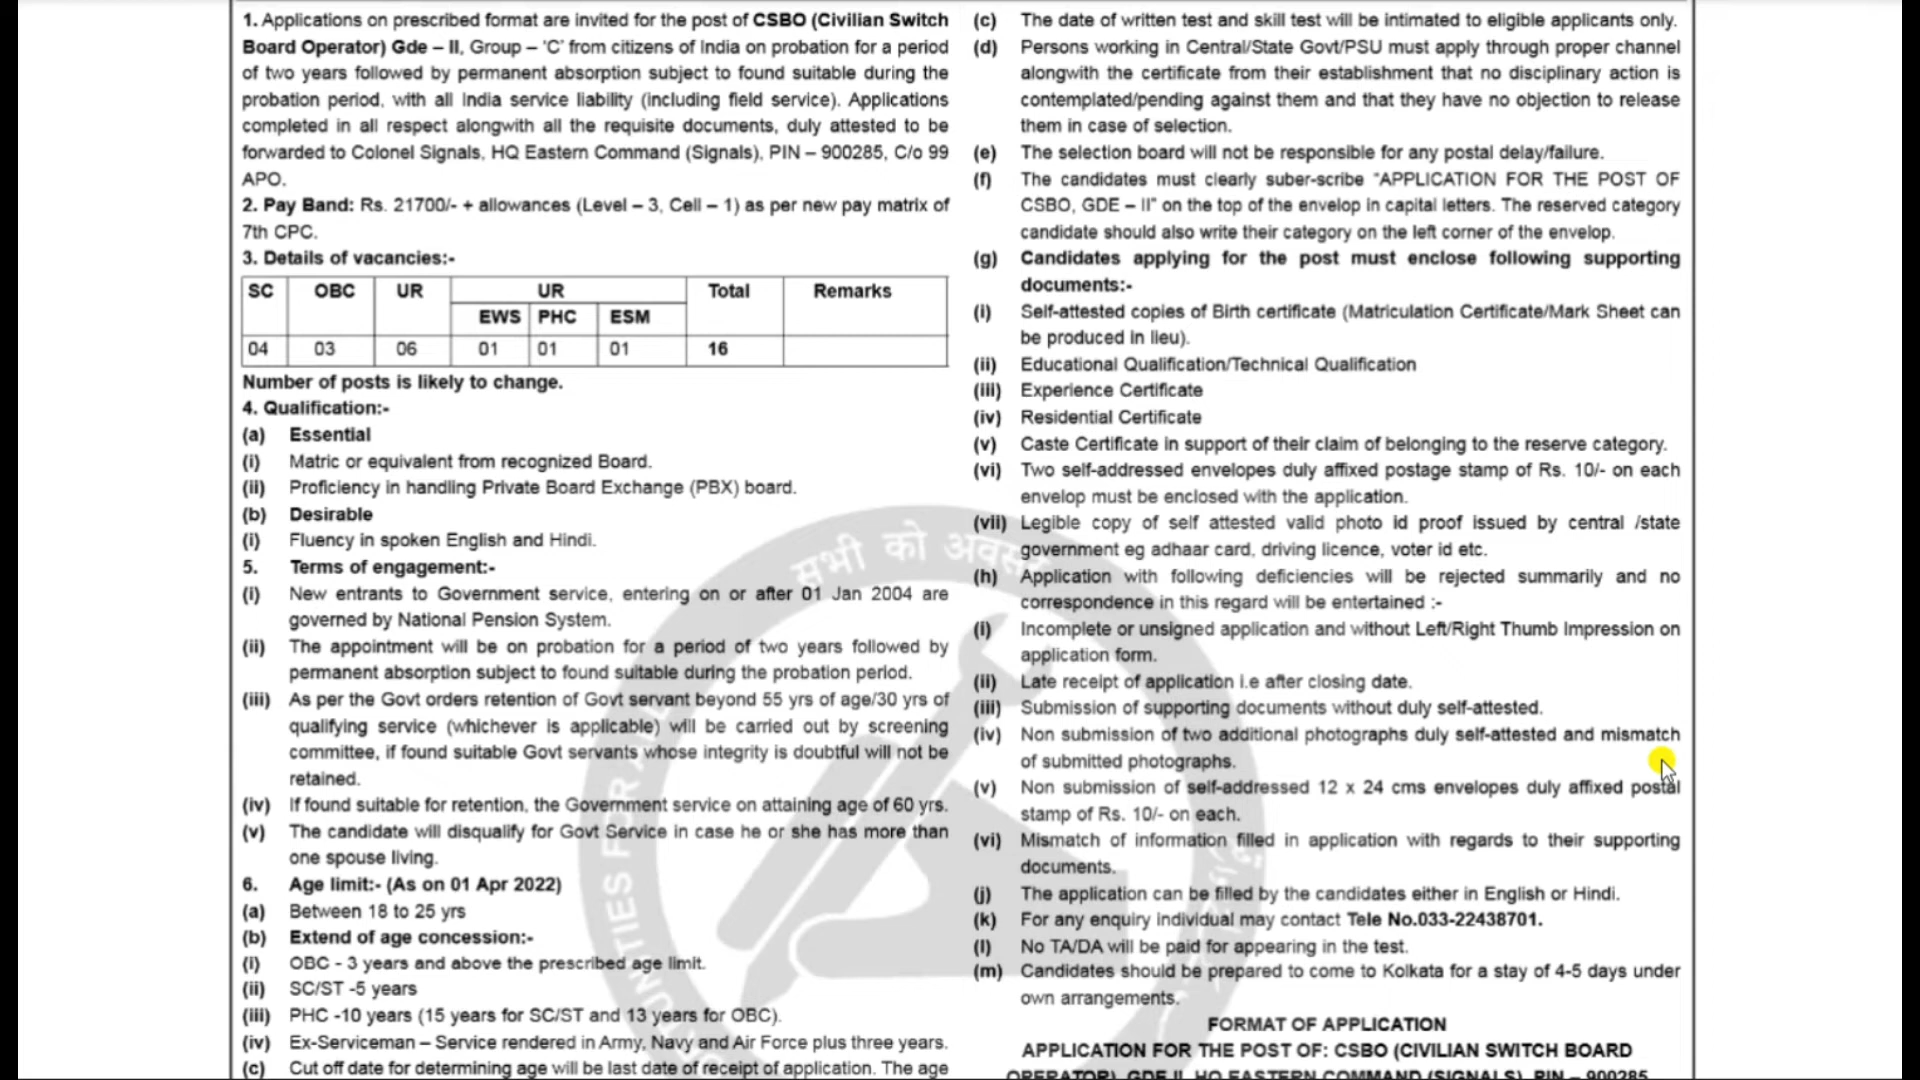 1. Applications on prescribed format are invited for the post of CSBO (Civilian Switch
Board Operator) Gde – II, Group – 'C' from citizens of India on probation for a period
of two years followed by permanent absorption subject to found suitable during the
probation period, with all India service liability (including field service). Applications
completed in all respect alongwith all the requisite documents, duly attested to be
forwarded to Colonel Signals, HQ Eastern Command (Signals), PIN – 900285, C/o 99
APO.
2. Pay Band: Rs. 21700/- + allowances (Level – 3, Cell – 1) as per new pay matrix of
7th CPC.
3. Details of vacancies:-
SC OBC UR UR Total Remarks
EWS PHC ESM
04 03 06 01 01 01 16
Number of posts is likely to change.
4. Qualification:-
(a) Essential
(i) Matric or equivalent from recognized Board.
(ii) Proficiency in handling Private Board Exchange (PBX) board.
(b) Desirable
(i) Fluency in spoken English and Hindi.
5. Terms of engagement:-
(i) New entrants to Government service, entering on or after 01 Jan 2004 are
governed by National Pension System.
(ii) The appointment will be on probation for a period of two years followed by
permanent absorption subject to found suitable during the probation period.
(iii) As per the Govt orders retention of Govt servant beyond 55 yrs of age/30 yrs of
qualifying service (whichever is applicable) will be carried out by screening
committee, if found suitable Govt servants whose integrity is doubtful will not be
retained.
(iv) If found suitable for retention, the Government service on attaining age of 60 yrs.
(v) The candidate will disqualify for Govt Service in case he or she has more than
one spouse living.
6. Age limit:- (As on 01 Apr 2022)
(a) Between 18 to 25 yrs
(b) Extend of age concession:-
(i) OBC - 3 years and above the prescribed age limit.
(ii) SC/ST -5 years
(iii) PHC -10 years (15 years for SC/ST and 13 years for OBC).
(iv) Ex-Serviceman – Service rendered in Army, Navy and Air Force plus three years.
(c) Cut off date for determining age will be last date of receipt of application. The age
(c) The date of written test and skill test will be intimated to eligible applicants only.
(d) Persons working in Central/State Govt/PSU must apply through proper channel
alongwith the certificate from their establishment that no disciplinary action is
contemplated/pending against them and that they have no objection to release
them in case of selection.
(e) The selection board will not be responsible for any postal delay/failure.
(f) The candidates must clearly suber-scribe "APPLICATION FOR THE POST OF
CSBO, GDE – II" on the top of the envelop in capital letters. The reserved category
candidate should also write their category on the left corner of the envelop.
(g) Candidates applying for the post must enclose following supporting
documents:-
(i) Self-attested copies of Birth certificate (Matriculation Certificate/Mark Sheet can
be produced in lieu).
(ii) Educational Qualification/Technical Qualification
(iii) Experience Certificate
(iv) Residential Certificate
(v) Caste Certificate in support of their claim of belonging to the reserve category.
(vi) Two self-addressed envelopes duly affixed postage stamp of Rs. 10/- on each
envelop must be enclosed with the application.
(vii) Legible copy of self attested valid photo id proof issued by central /state
government eg adhaar card, driving licence, voter id etc.
(h) Application with following deficiencies will be rejected summarily and no
correspondence in this regard will be entertained :-
(i) Incomplete or unsigned application and without Left/Right Thumb Impression on
application form.
(ii) Late receipt of application i.e after closing date.
(iii) Submission of supporting documents without duly self-attested.
(iv) Non submission of two additional photographs duly self-attested and mismatch
of submitted photographs.
(v) Non submission of self-addressed 12 x 24 cms envelopes duly affixed postal
stamp of Rs. 10/- on each.
(vi) Mismatch of information filled in application with regards to their supporting
documents.
(j) The application can be filled by the candidates either in English or Hindi.
(k) For any enquiry individual may contact Tele No.033-22438701.
(l) No TA/DA will be paid for appearing in the test.
(m) Candidates should be prepared to come to Kolkata for a stay of 4-5 days under
own arrangements.
FORMAT OF APPLICATION
APPLICATION FOR THE POST OF: CSBO (CIVILIAN SWITCH BOARD
OPERATOR), GDE II, HQ EASTERN COMMAND (SIGNALS), PIN – 900285
सभी को अवसर
UNITIES FOR AL